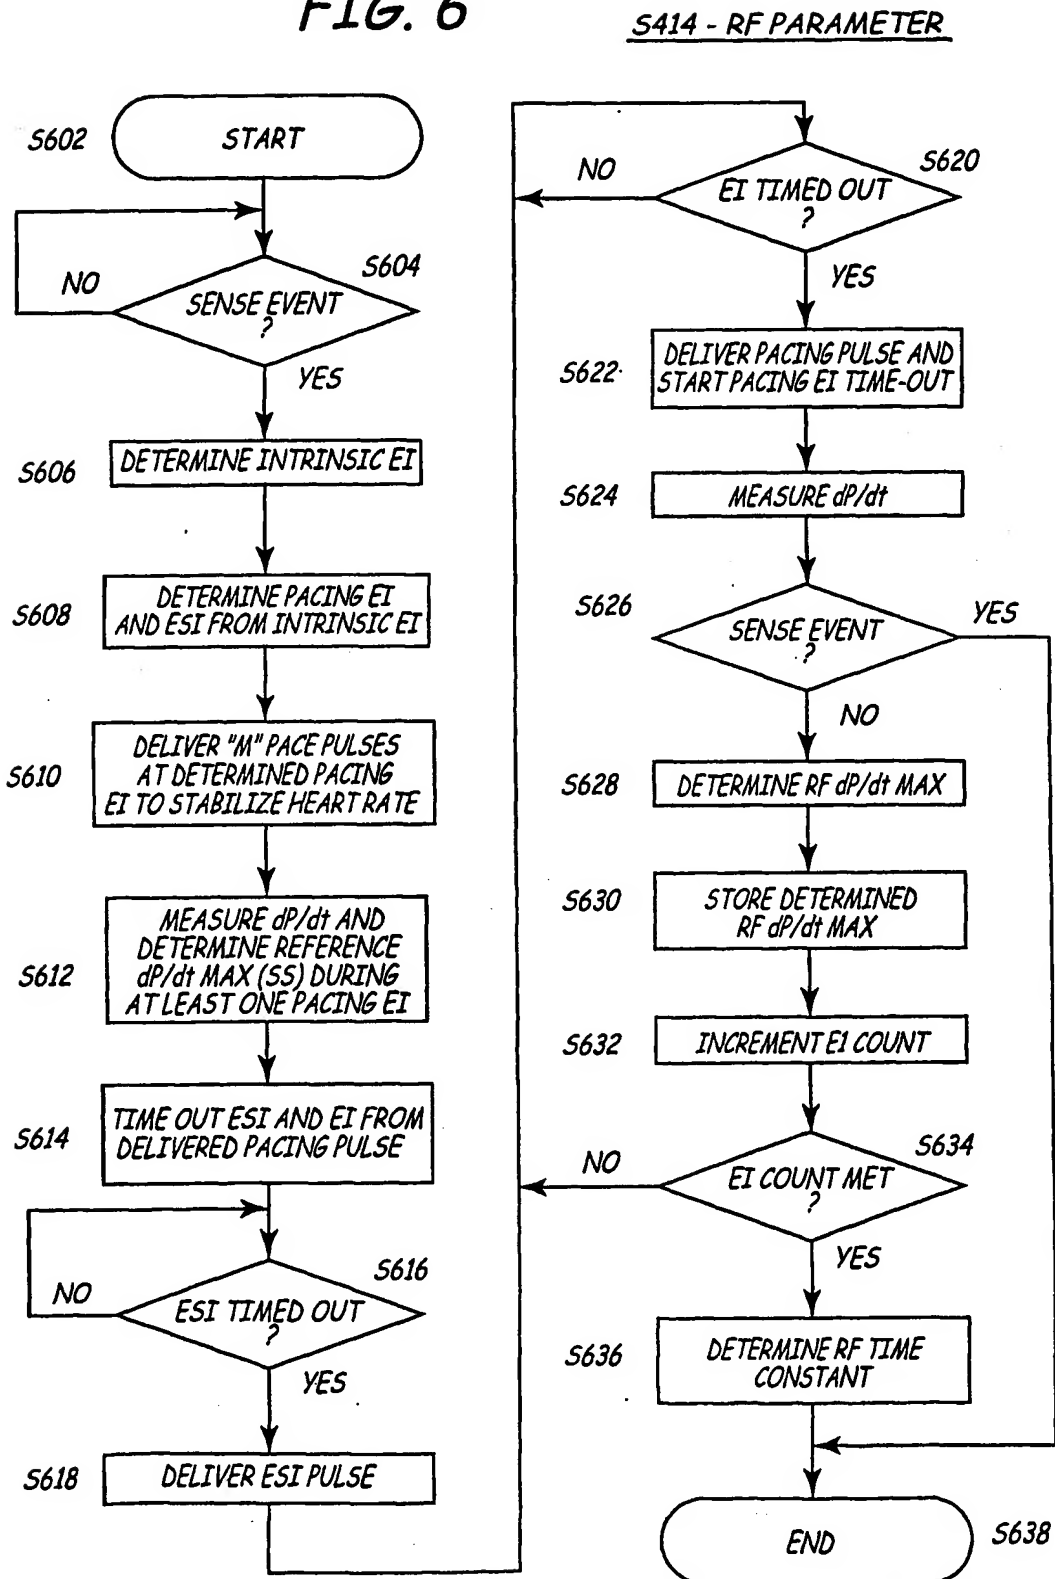 FIG. 6
S414 - RF PARAMETER
S602
START
S604
NO
SENSE EVENT
?
YES
S606
DETERMINE INTRINSIC EI
S608
DETERMINE PACING EI
AND ESI FROM INTRINSIC EI
S610
DELIVER "M" PACE PULSES
AT DETERMINED PACING
EI TO STABILIZE HEART RATE
S612
MEASURE dP/dt AND
DETERMINE REFERENCE
dP/dt MAX (SS) DURING
AT LEAST ONE PACING EI
S614
TIME OUT ESI AND EI FROM
DELIVERED PACING PULSE
S616
NO
ESI TIMED OUT
?
YES
S618
DELIVER ESI PULSE
S620
NO
EI TIMED OUT
?
YES
S622
DELIVER PACING PULSE AND
START PACING EI TIME-OUT
S624
MEASURE dP/dt
S626
YES
SENSE EVENT
?
NO
S628
DETERMINE RF dP/dt MAX
S630
STORE DETERMINED
RF dP/dt MAX
S632
INCREMENT EI COUNT
S634
NO
EI COUNT MET
?
YES
S636
DETERMINE RF TIME
CONSTANT
END
S638